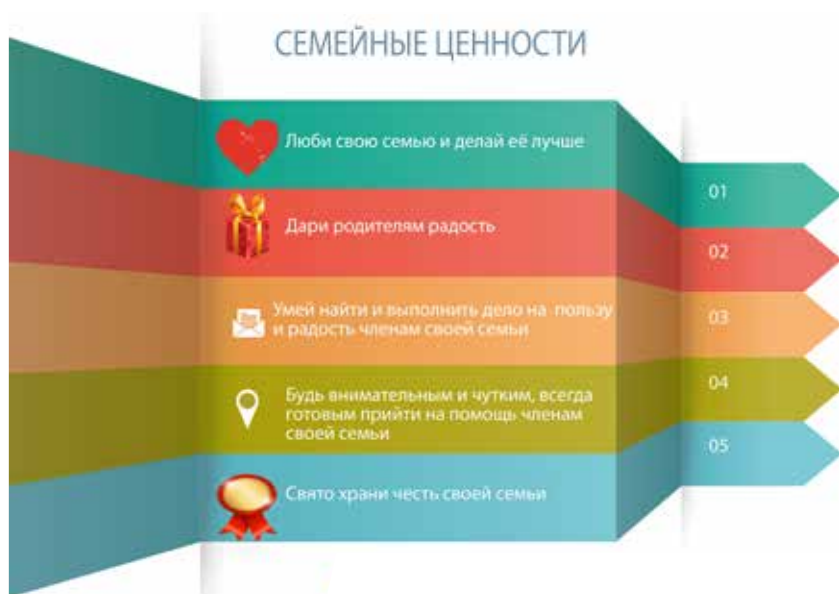 СЕМЕЙНЫЕ ЦЕННОСТИ
Люби свою семью и делай её лучше
01
Дари родителям радость
02
Умей найти и выполнить дело на пользу
и радость членам своей семьи
03
Будь внимательным и чутким, всегда
готовым прийти на помощь членам
своей семьи
04
Свято храни честь своей семьи
05